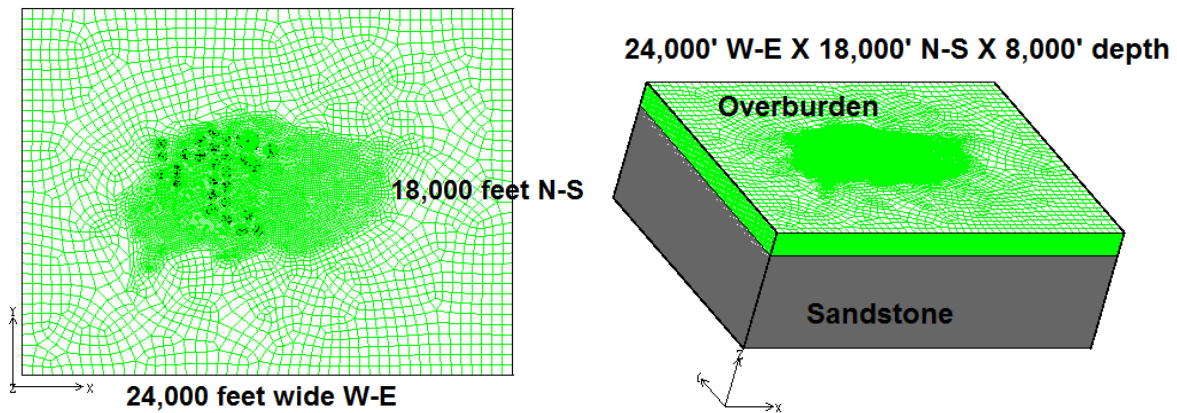 24,000' W-E X 18,000' N-S X 8,000' depth
Overburden
18,000 feet N-S
Sandstone
Y
Z
X
24,000 feet wide W-E
Z
X